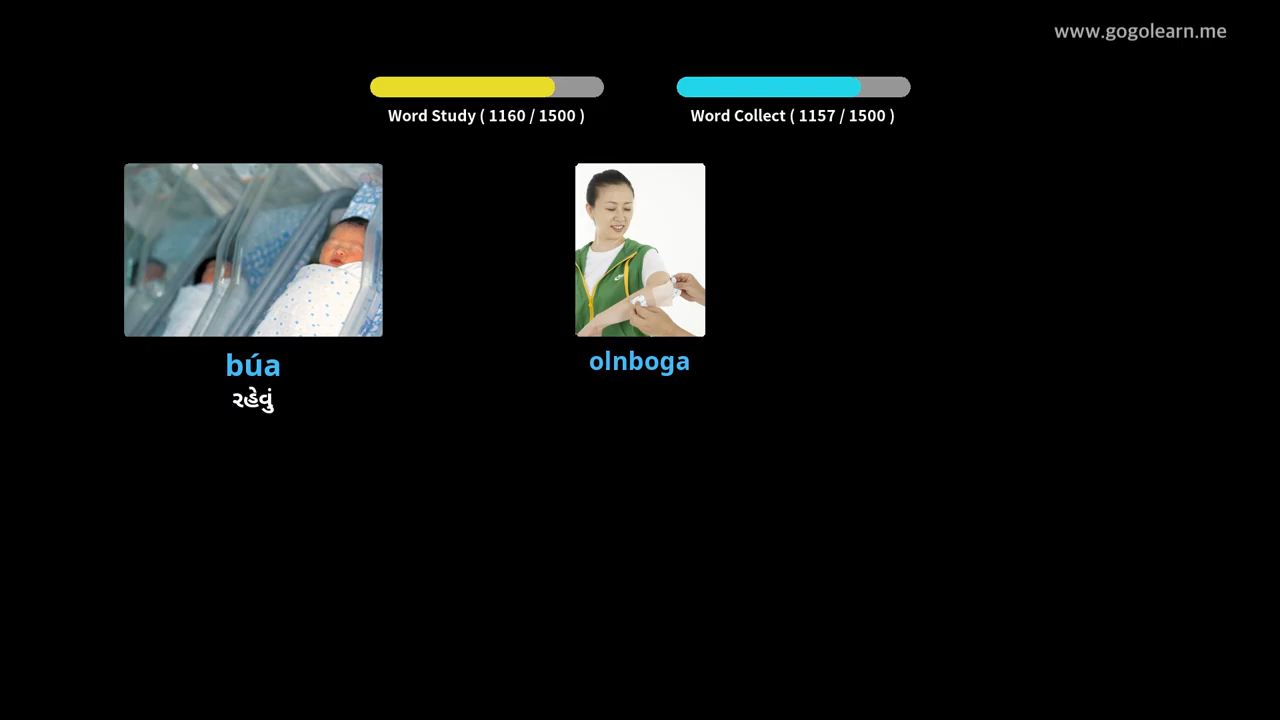 www.gogolearn.me
Word Study ( 1160 / 1500 )
Word Collect ( 1157 / 1500 )
búa
રહેવું
olnboga